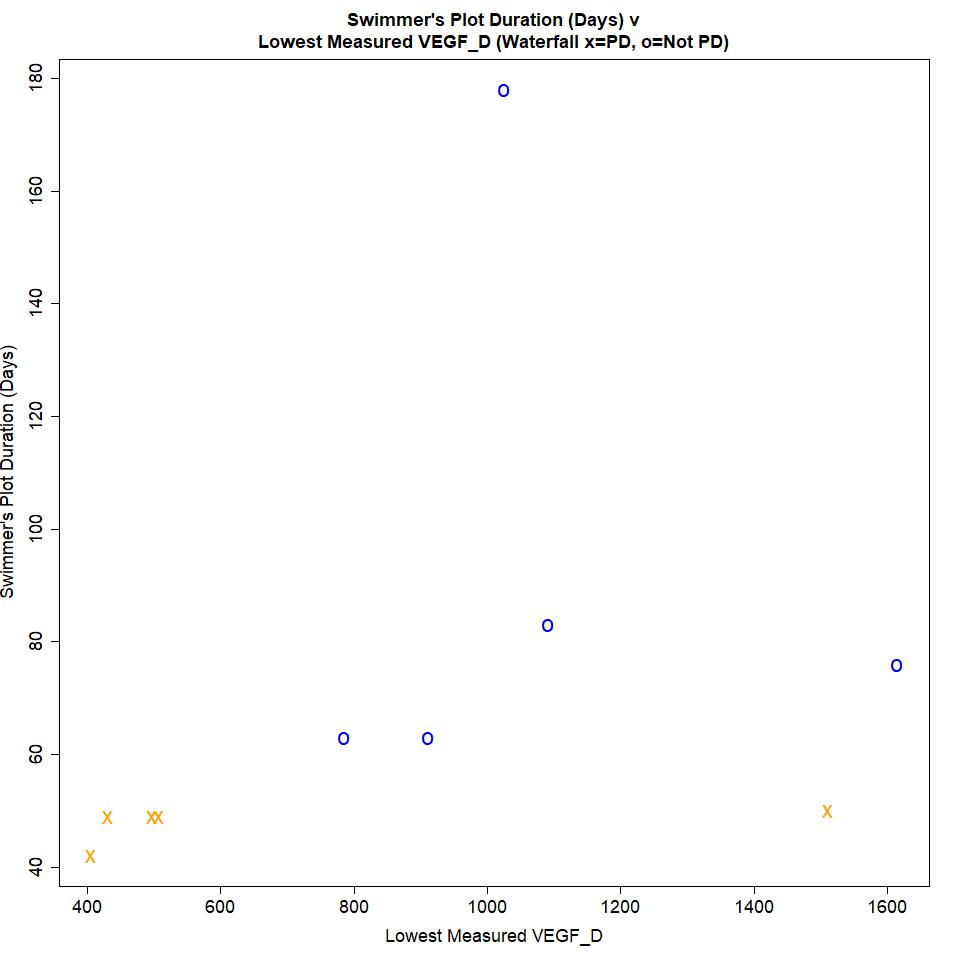 Swimmer's Plot Duration (Days) v
Lowest Measured VEGF_D (Waterfall x=PD, o=Not PD)
Swimmer's Plot Duration (Days)
180
160
140
120
100
80
60
40
o
o
o
o
o
x
x
x
x
x
400 600 800 1000 1200 1400 1600
Lowest Measured VEGF_D